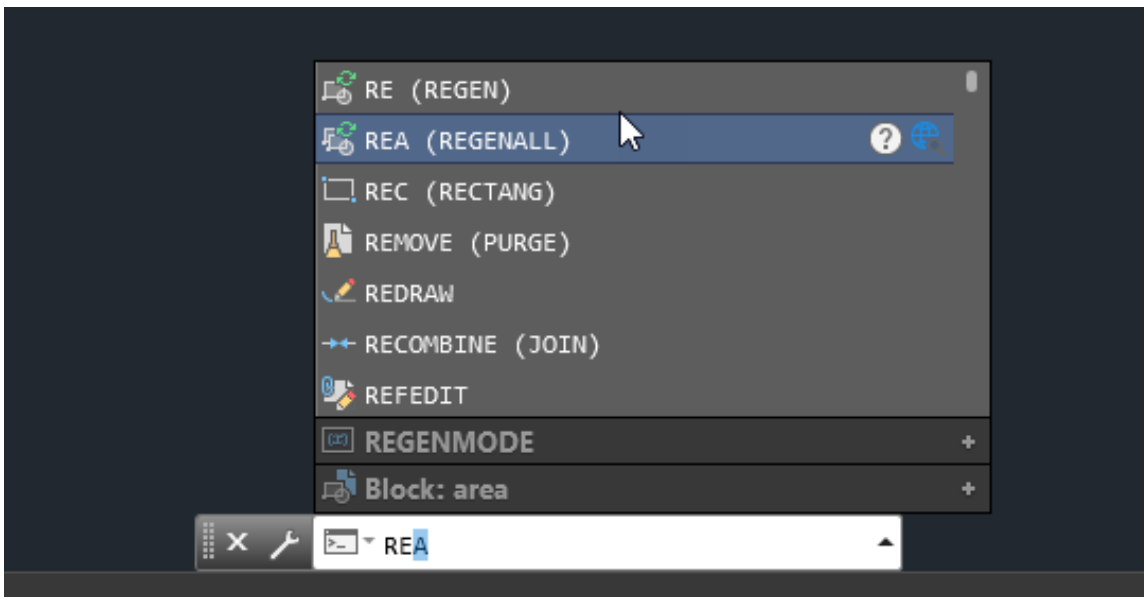 RE (REGEN)
REA (REGENALL)
REC (RECTANG)
REMOVE (PURGE)
REDRAW
RECOMBINE (JOIN)
REFEDIT
REGENMODE
Block: area
REA